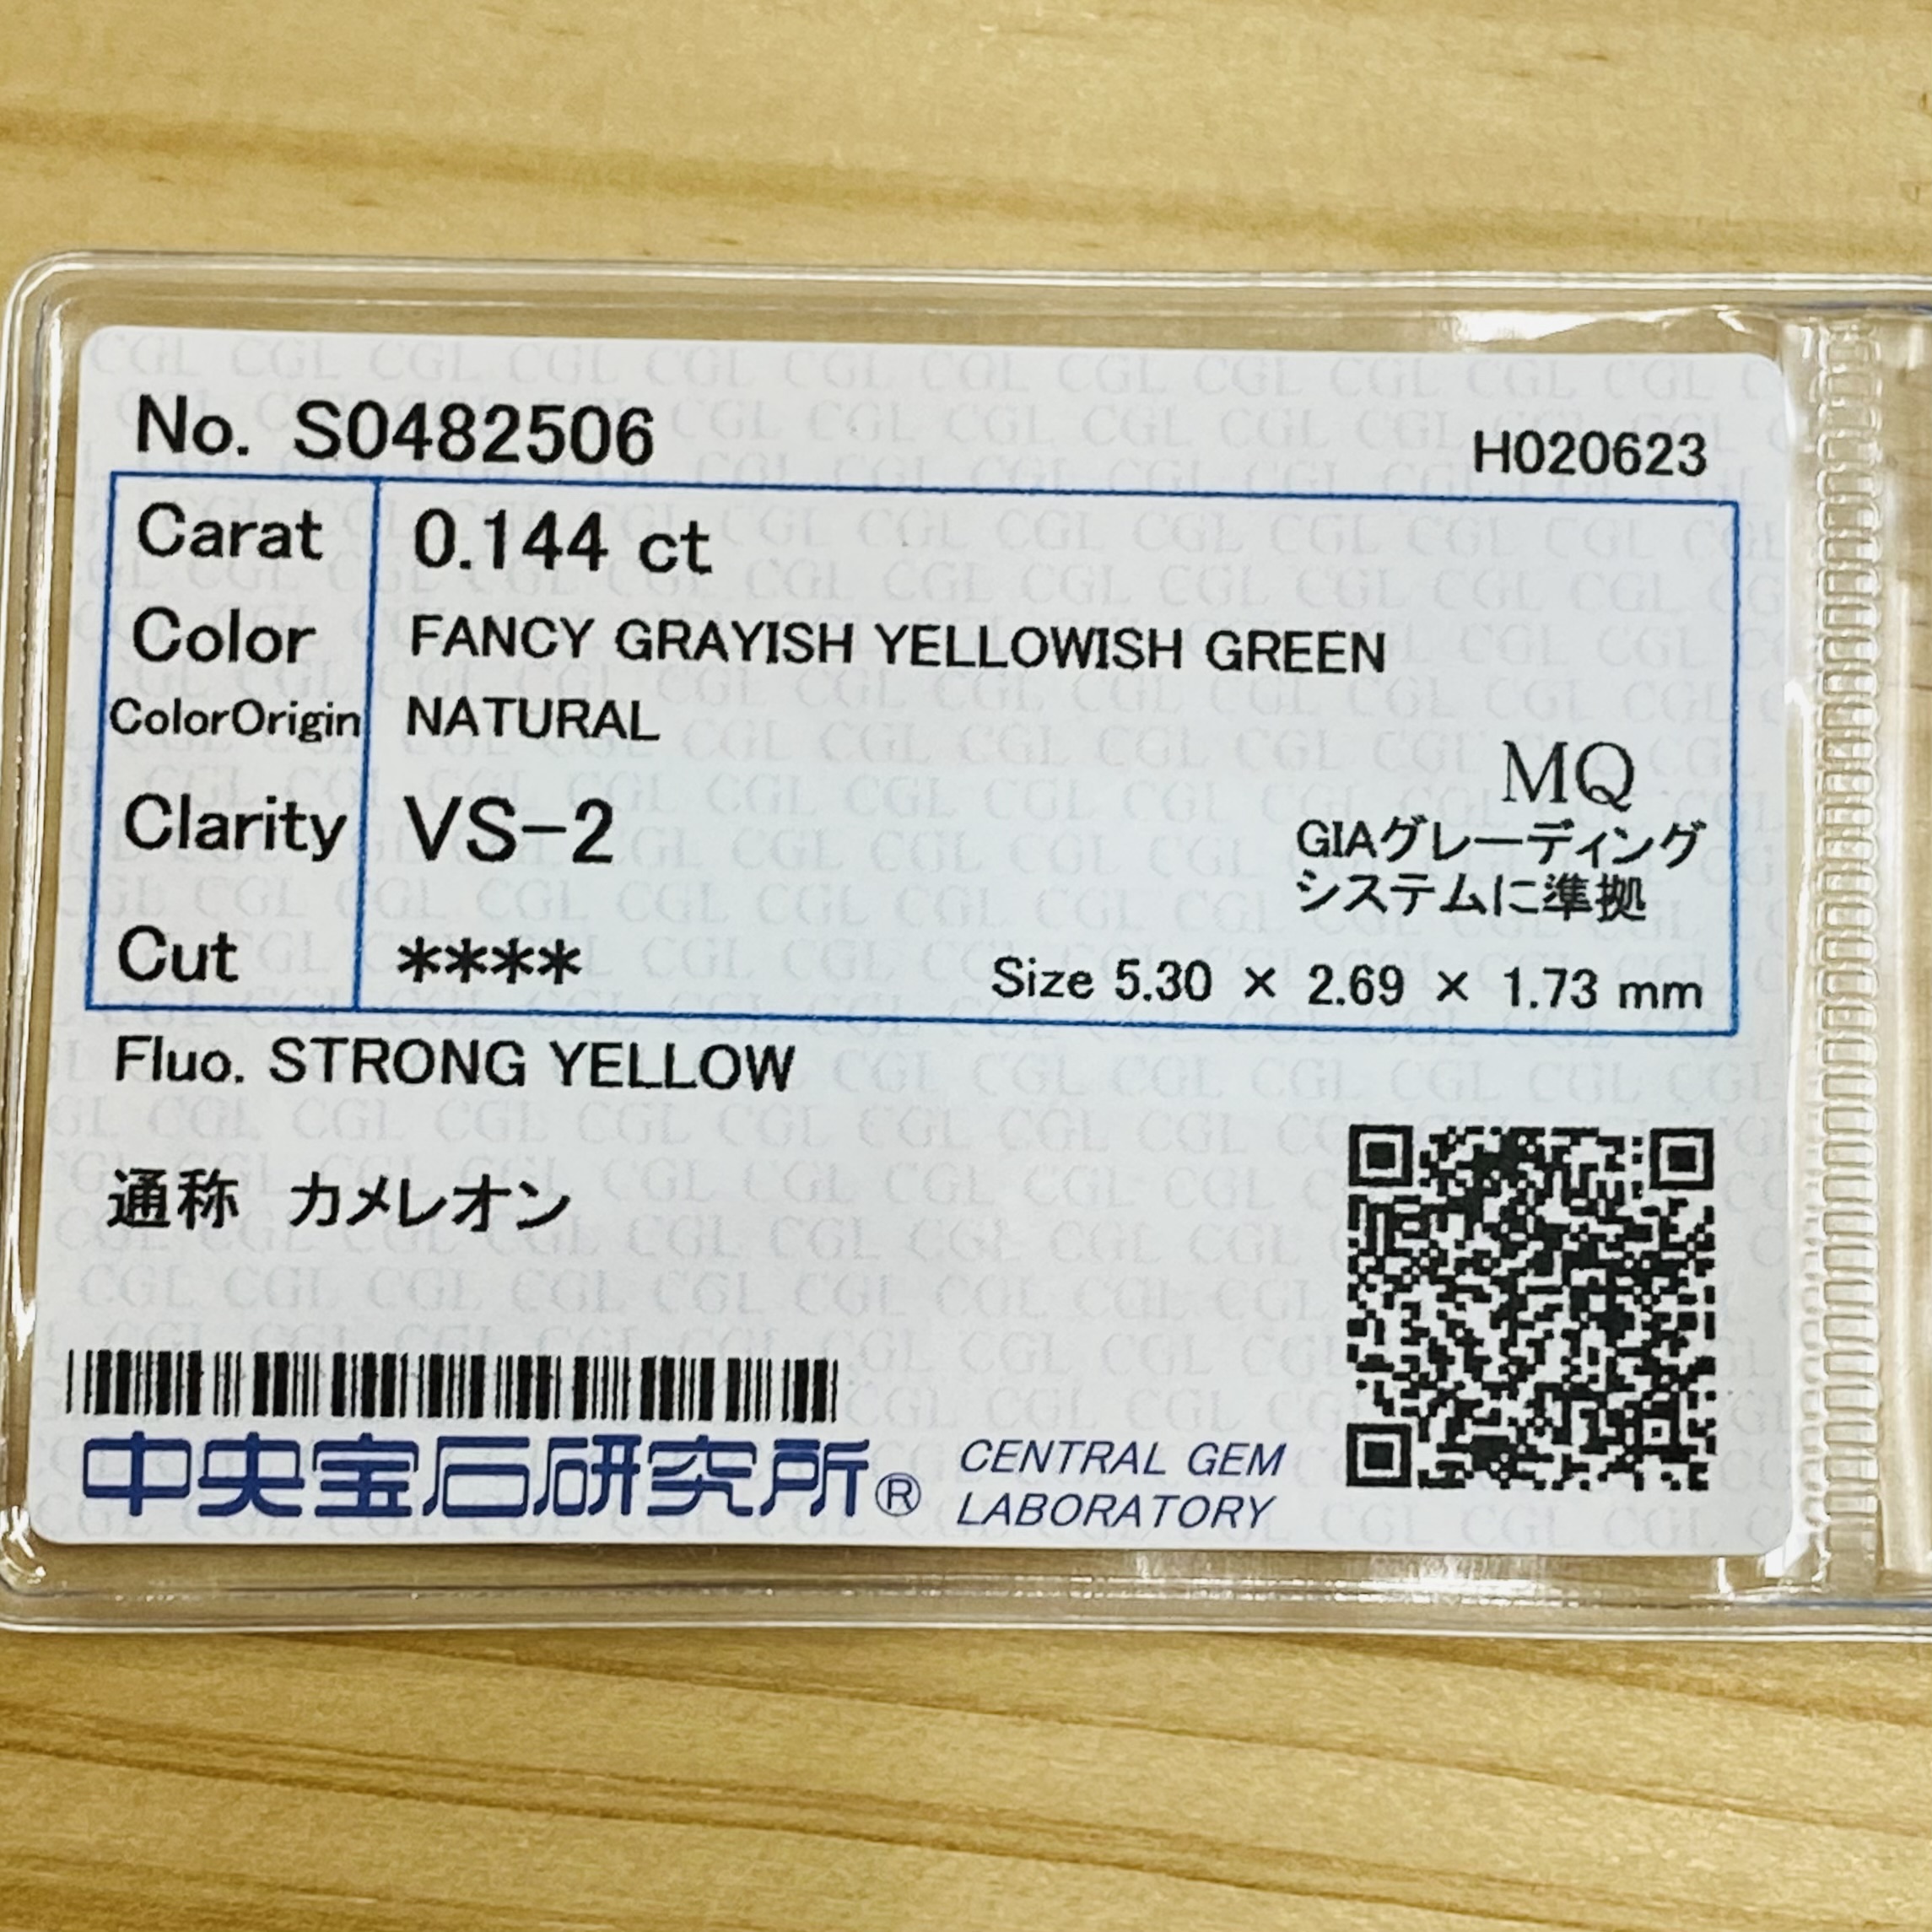 No. S0482506 H020623
Carat 0.144 ct
Color FANCY GRAYISH YELLOWISH GREEN
ColorOrigin NATURAL
MQ
Clarity VS-2 GIAグレーディング
システムに準拠
Cut **** Size 5.30 × 2.69 × 1.73 mm
Fluo. STRONG YELLOW
通称 カメレオン
中央宝石研究所® CENTRAL GEM
LABORATORY